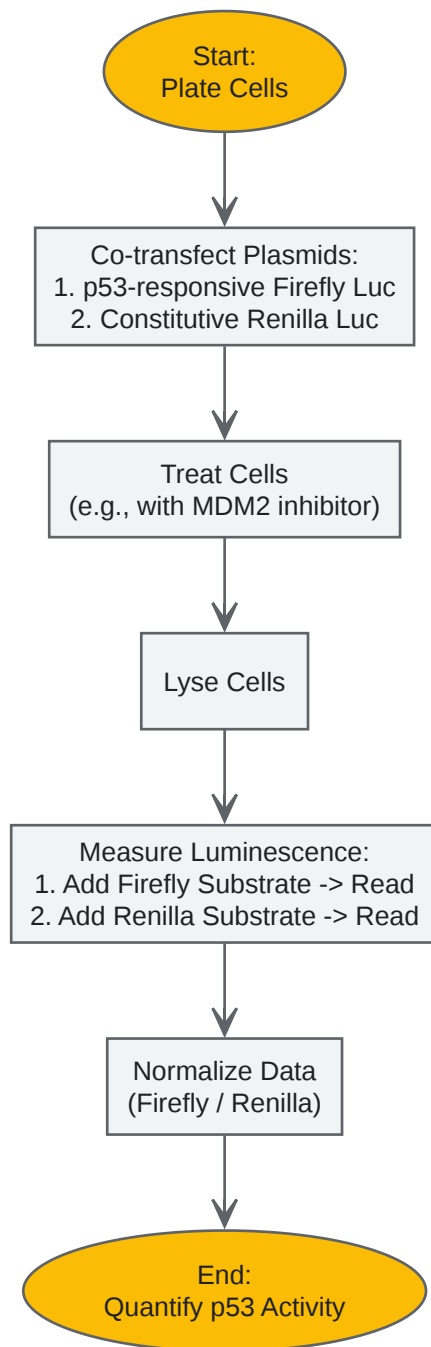 Start:
Plate Cells
Co-transfect Plasmids:
1. p53-responsive Firefly Luc
2. Constitutive Renilla Luc
Treat Cells
(e.g., with MDM2 inhibitor)
Lyse Cells
Measure Luminescence:
1. Add Firefly Substrate -> Read
2. Add Renilla Substrate -> Read
Normalize Data
(Firefly / Renilla)
End:
Quantify p53 Activity